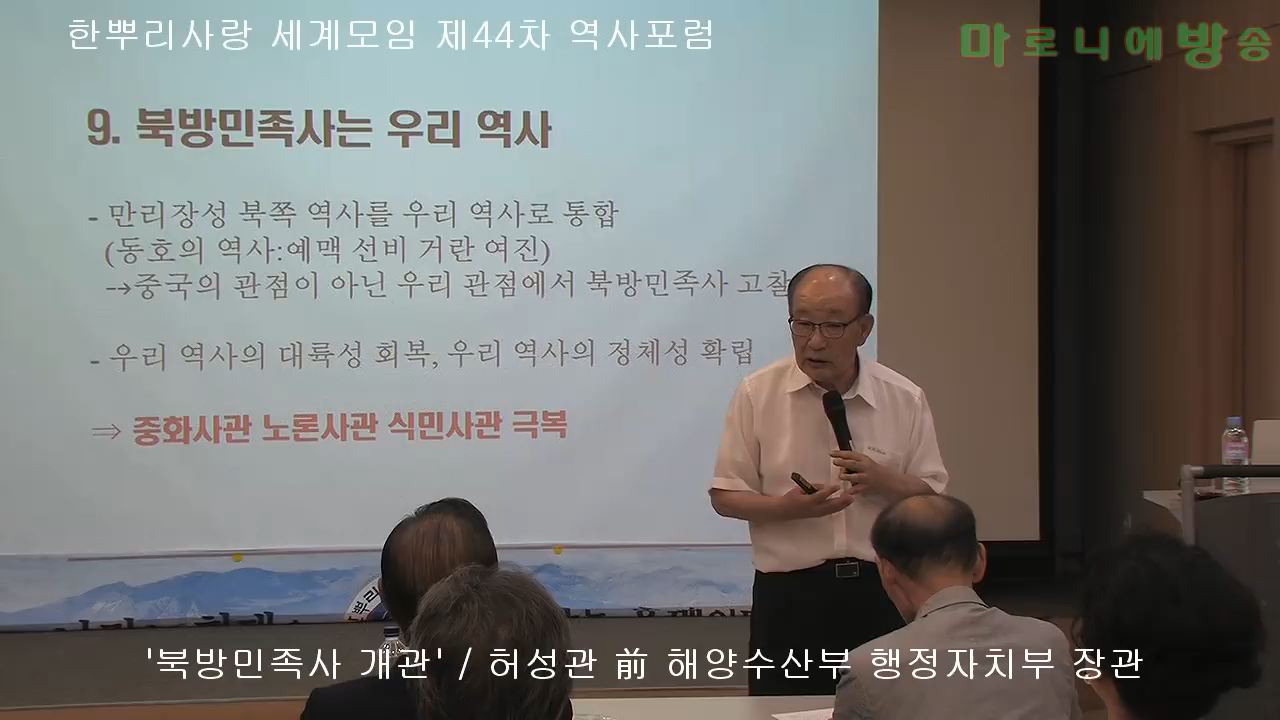 한뿌리사랑 세계모임 제44차 역사포럼
마로니에방송
9. 북방민족사는 우리 역사
- 만리장성 북쪽 역사를 우리 역사로 통합
(동호의 역사:예맥 선비 거란 여진)
→중국의 관점이 아닌 우리 관점에서 북방민족사 고찰
- 우리 역사의 대륙성 회복, 우리 역사의 정체성 확립
⇒ 중화사관 노론사관 식민사관 극복
'북방민족사 개관' / 허성관 前 해양수산부 행정자치부 장관